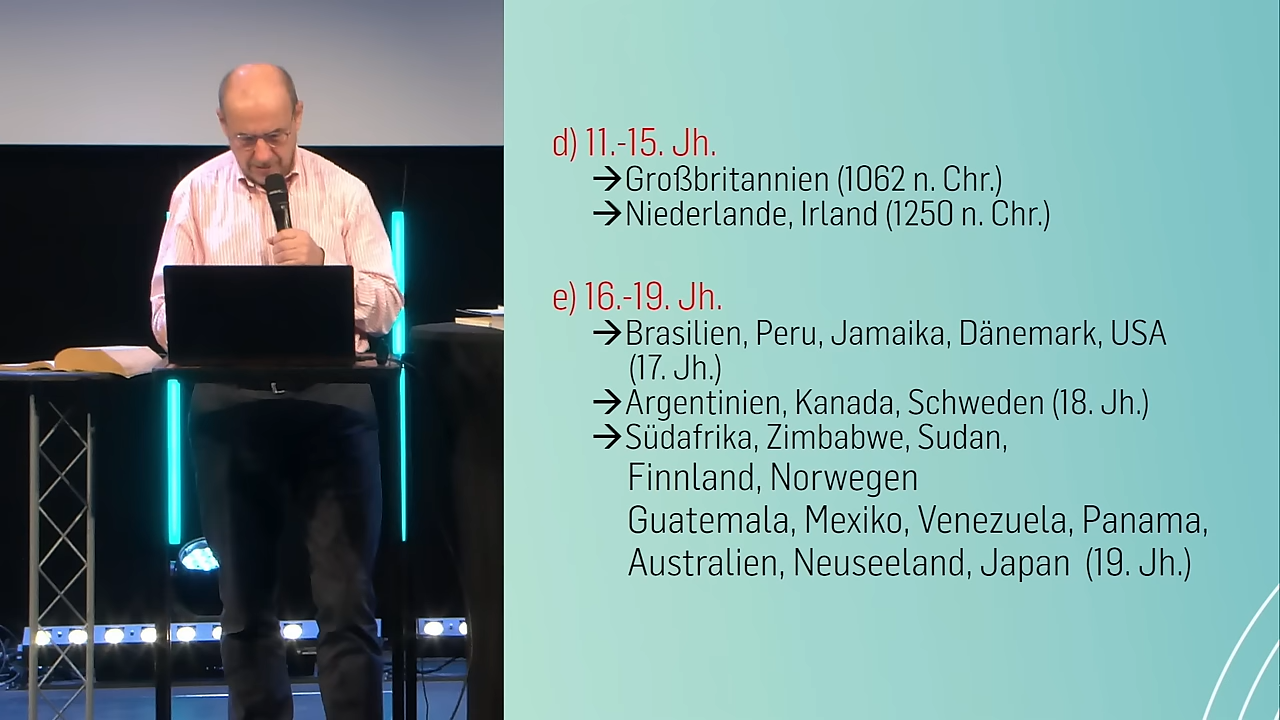 d) 11.-15. Jh.
→Großbritannien (1062 n. Chr.)
→Niederlande, Irland (1250 n. Chr.)
e) 16.-19. Jh.
→Brasilien, Peru, Jamaika, Dänemark, USA
(17. Jh.)
→Argentinien, Kanada, Schweden (18. Jh.)
→Südafrika, Zimbabwe, Sudan,
Finnland, Norwegen
Guatemala, Mexiko, Venezuela, Panama,
Australien, Neuseeland, Japan (19. Jh.)